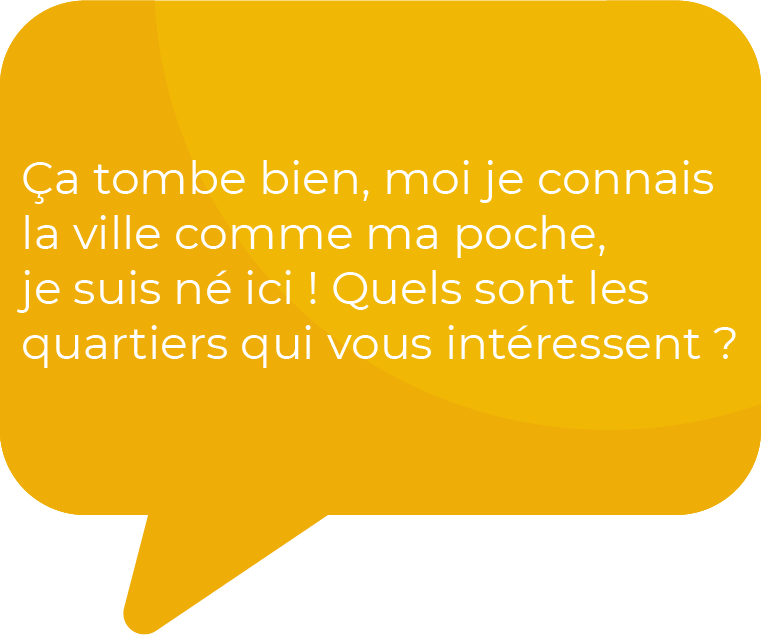 Ça tombe bien, moi je connais
la ville comme ma poche,
je suis né ici ! Quels sont les
quartiers qui vous intéressent ?